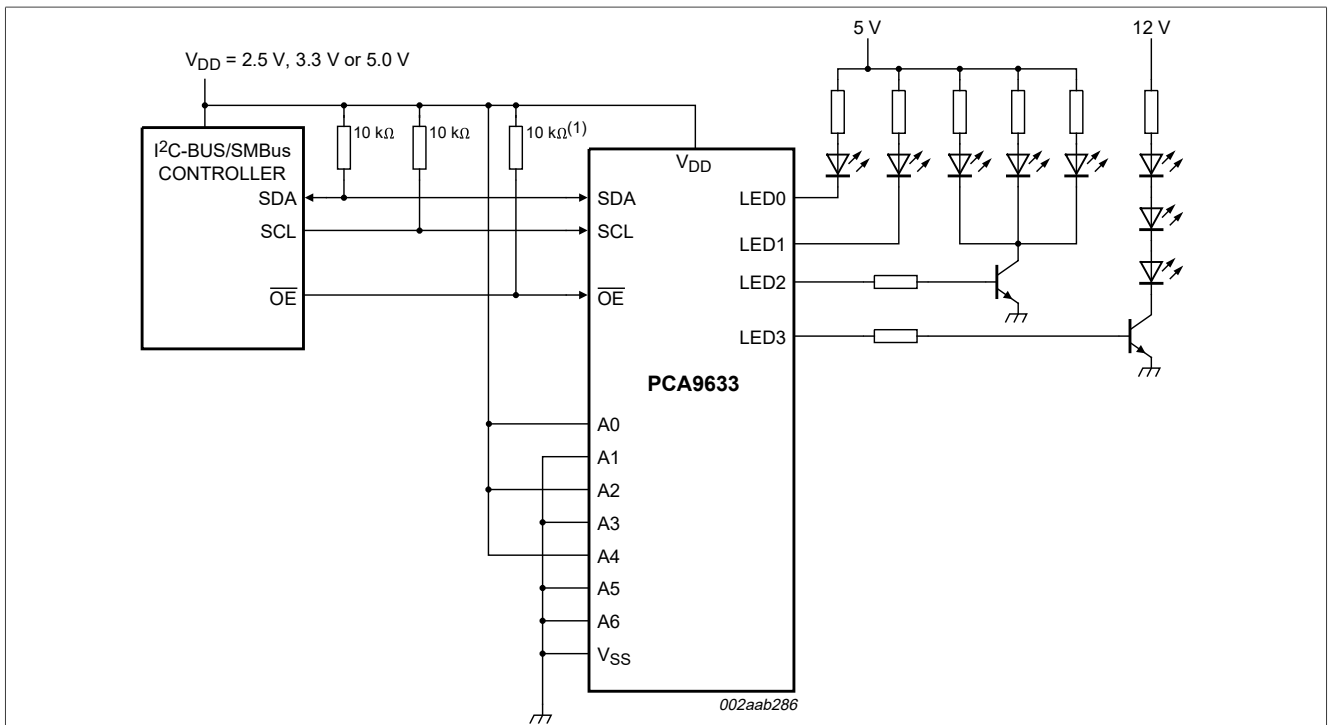 5 V
12 V
VDD = 2.5 V, 3.3 V or 5.0 V
10 kΩ
10 kΩ
10 kΩ(1)
I2C-BUS/SMBus
CONTROLLER
SDA
SCL
OE
VDD
SDA
SCL
OE
LED0
LED1
LED2
LED3
PCA9633
A0
A1
A2
A3
A4
A5
A6
VSS
002aab286